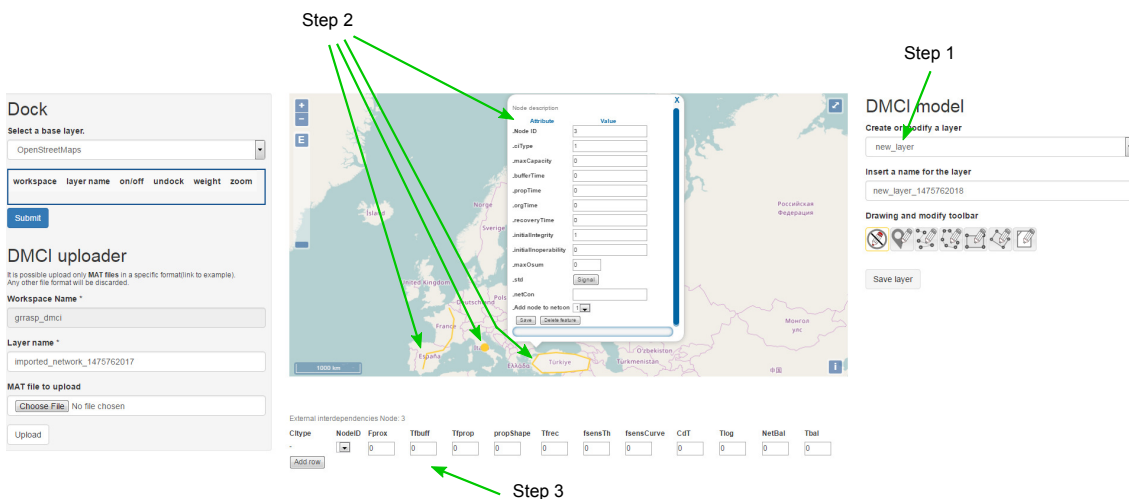 Step 2
Step 1
Dock
Select a base layer.
OpenStreetMaps
workspace layer name on/off undock weight zoom
Submit
DMCI uploader
It is possible upload only MAT files in a specific format(link to example).
Any other file format will be discarded.
Workspace Name *
grrasp_dmci
Layer name *
imported_network_1475762017
MAT file to upload
Choose File No file chosen
Upload
+
−
E
Island
Norge
Sverige
United Kingdom
Deutschland
Pols
France
España
Ita
Ελλάδα
Türkiye
O'zbekiston
Türkmenistan
Российская
Федерация
Монгол
улс
中国
1000 km
i
Node description
X
Attribute Value
.Node ID 3
.ciType 1
.maxCapacity 0
.bufferTime 0
.propTime 0
.orgTime 0
.recoveryTime 0
.initialIntegrity 1
.initialInoperability 0
.maxOsum 0
.std Signal
.netCon
.Add node to netcon 1
Save Delete feature
DMCI model
Create or modify a layer
new_layer
Insert a name for the layer
new_layer_1475762018
Drawing and modify toolbar
Save layer
External interdependencies Node: 3
CItype NodeID Fprox Tfbuff Tfprop propShape Tfrec fsensTh fsensCurve CdT Tlog NetBal Tbal
- 0 0 0 0 0 0 0 0 0 0 0
Add row
Step 3